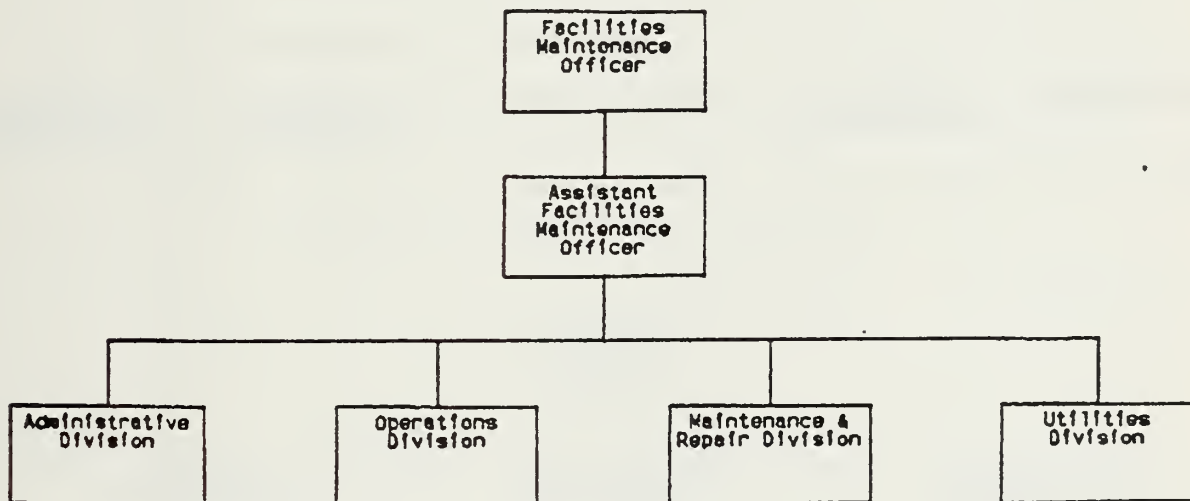 Facilities
Maintenance
Officer
Assistant
Facilities
Maintenance
Officer
Administrative
Division
Operations
Division
Maintenance &
Repair Division
Utilities
Division